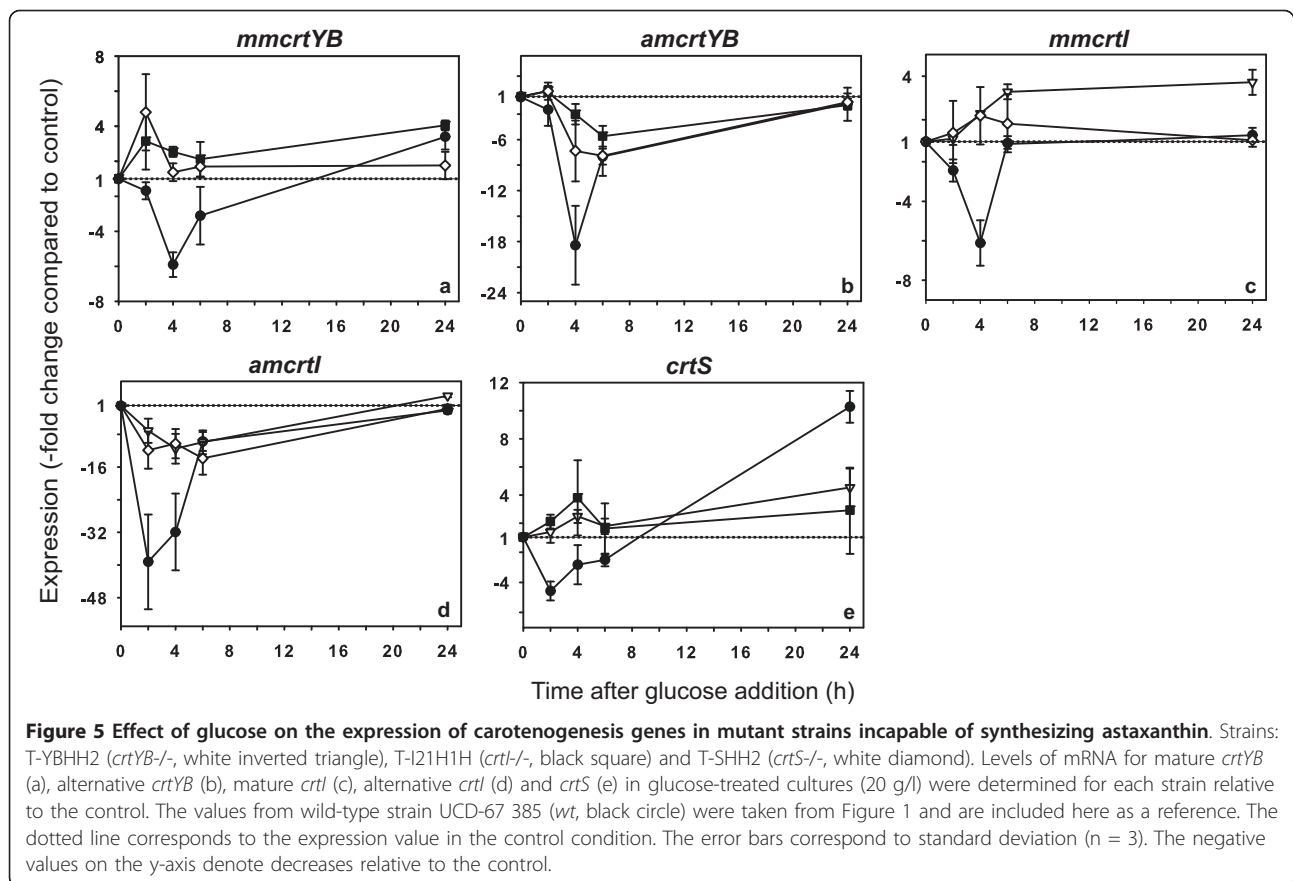 mmcrtYB
amcrtYB
mmcrtI
Expression (-fold change compared to control)
8
4
1
-4
-8
0 4 8 12 16 20 24
a
1
-6
-12
-18
-24
0 4 8 12 16 20 24
b
4
1
-4
-8
0 4 8 12 16 20 24
c
amcrtI
crtS
1
-16
-32
-48
0 4 8 12 16 20 24
d
12
8
4
1
-4
0 4 8 12 16 20 24
e
Time after glucose addition (h)
Figure 5 Effect of glucose on the expression of carotenogenesis genes in mutant strains incapable of synthesizing astaxanthin. Strains:
T-YBHH2 (crtYB-/-, white inverted triangle), T-I21H1H (crtI-/-, black square) and T-SHH2 (crtS-/-, white diamond). Levels of mRNA for mature crtYB
(a), alternative crtYB (b), mature crtI (c), alternative crtI (d) and crtS (e) in glucose-treated cultures (20 g/l) were determined for each strain relative
to the control. The values from wild-type strain UCD-67 385 (wt, black circle) were taken from Figure 1 and are included here as a reference. The
dotted line corresponds to the expression value in the control condition. The error bars correspond to standard deviation (n = 3). The negative
values on the y-axis denote decreases relative to the control.